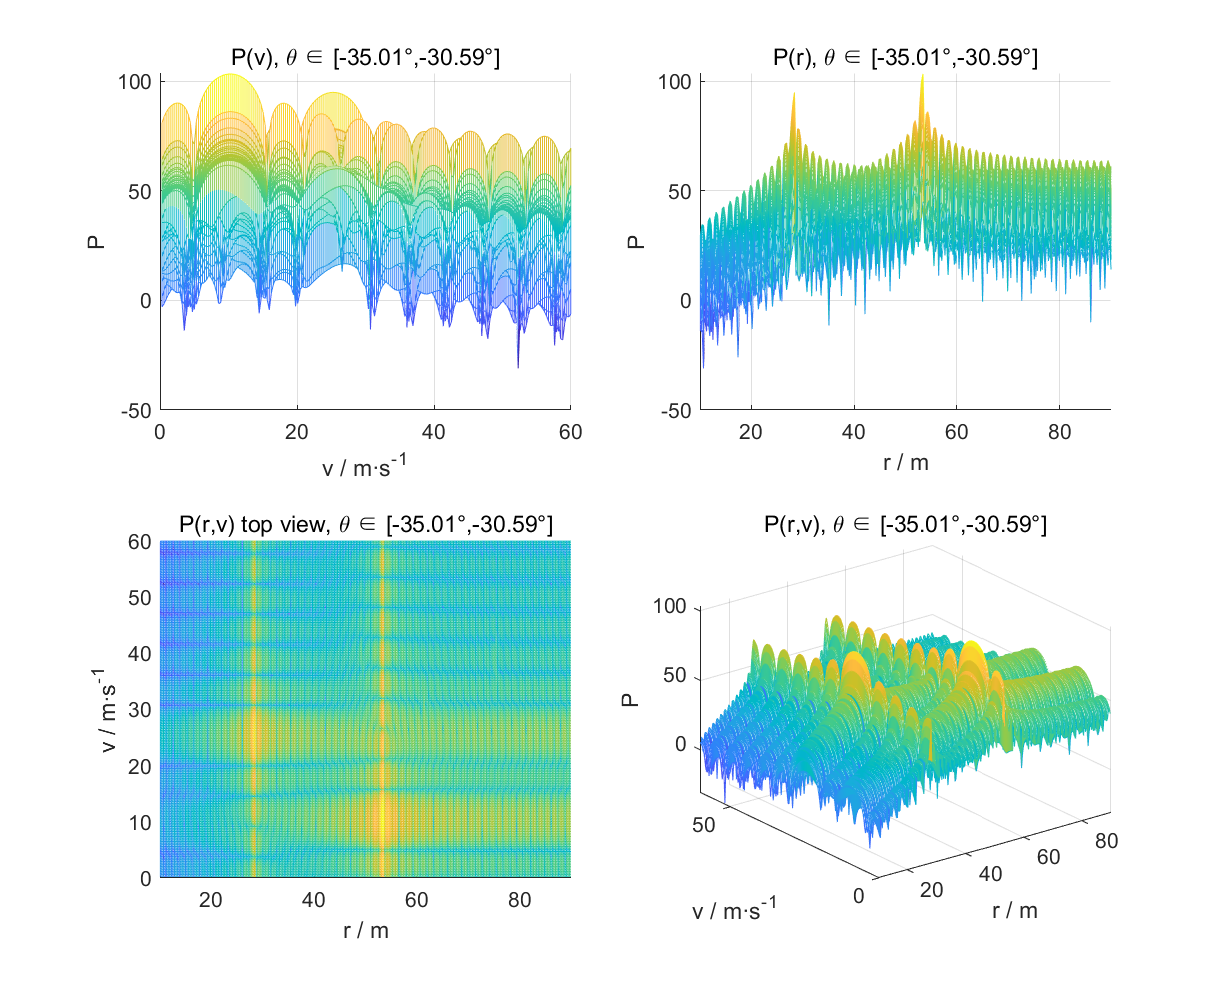 P(v), θ ∈ [-35.01°,-30.59°]
100
50
0
-50
P
0 20 40 60
v / m·s-1
P(r), θ ∈ [-35.01°,-30.59°]
100
50
0
-50
P
20 40 60 80
r / m
P(r,v) top view, θ ∈ [-35.01°,-30.59°]
60
50
40
30
20
10
0
v / m·s-1
20 40 60 80
r / m
P(r,v), θ ∈ [-35.01°,-30.59°]
100
50
0
P
50
0
v / m·s-1
20 40 60 80
r / m